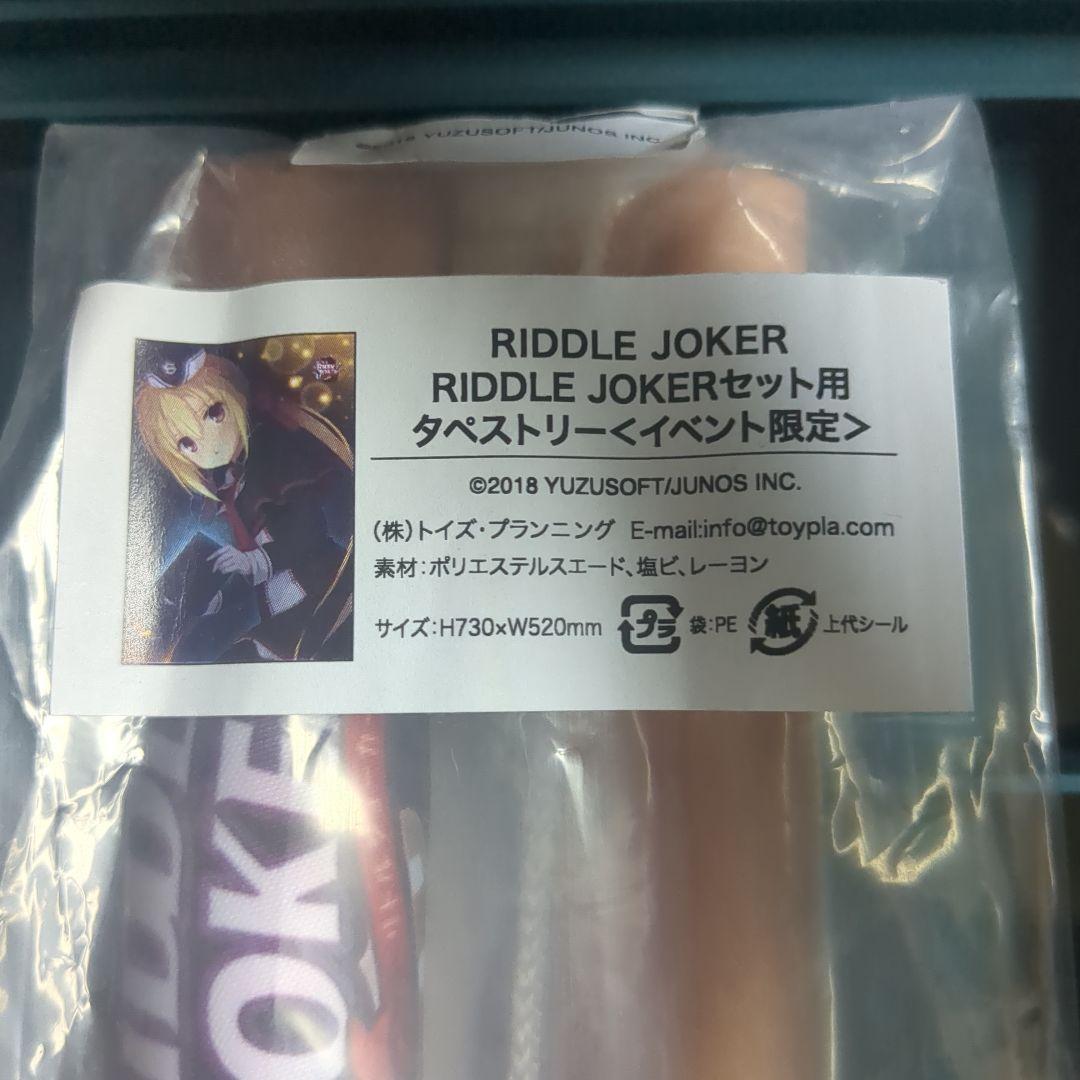 ©2018 YUZUSOFT/JUNOS INC.
RIDDLE JOKER
RIDDLE JOKERセット用
タペストリー<イベント限定>
©2018 YUZUSOFT/JUNOS INC.
(株)トイズ・プランニング E-mail:info@toypla.com
素材:ポリエステルスエード、塩ビ、レーヨン
サイズ:H730×W520mm プラ 袋:PE 紙 上代シール
OKE